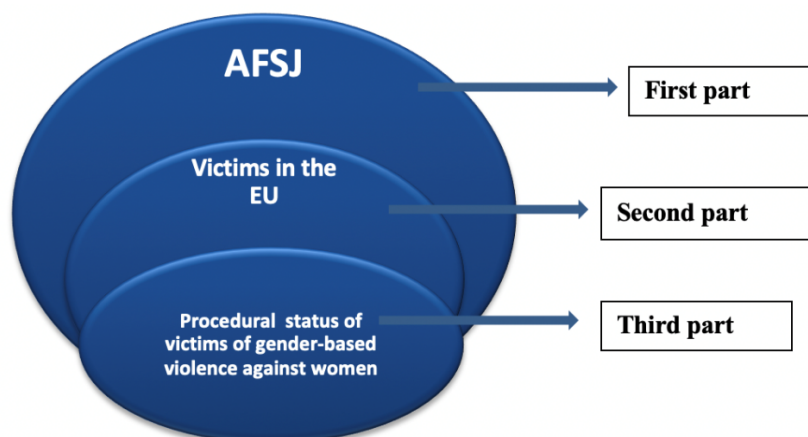 AFSJ
First part
Victims in the
EU
Second part
Procedural status of
victims of gender-based
violence against women
Third part